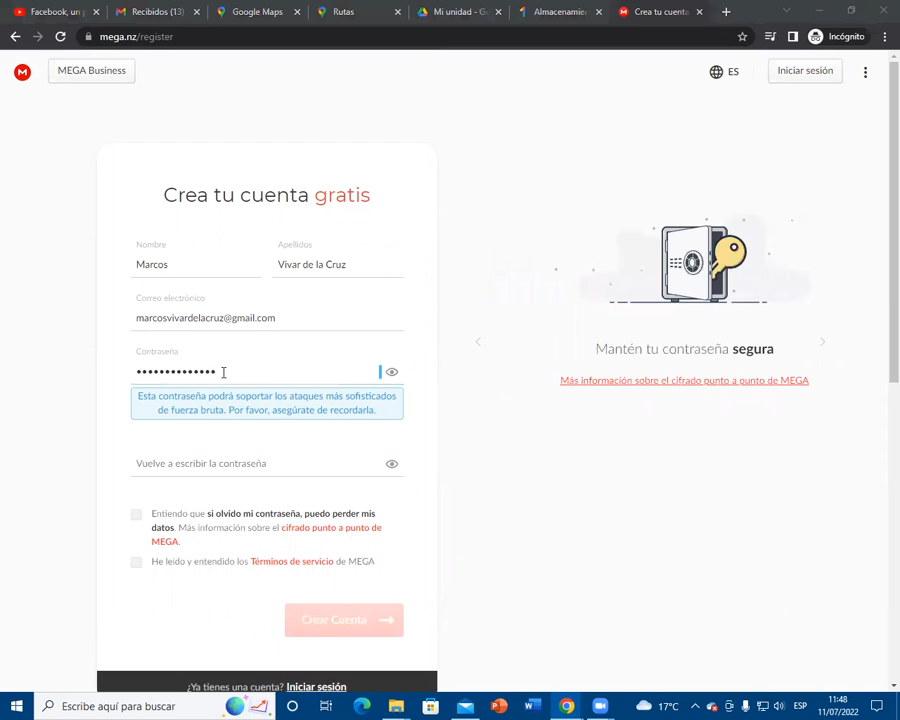 Facebook, un p
Recibidos (13)
Google Maps
Rutas
Mi unidad - Go
Almacenamie
Crea tu cuenta
mega.nz/register
Incógnito
M
MEGA Business
ES
Iniciar sesión
Crea tu cuenta gratis
Nombre
Apellidos
Marcos
Vivar de la Cruz
Correo electrónico
marcosvivardelacruz@gmail.com
Contraseña
••••••••••••••
Esta contraseña podrá soportar los ataques más sofisticados
de fuerza bruta. Por favor, asegúrate de recordarla.
Vuelve a escribir la contraseña
Entiendo que si olvido mi contraseña, puedo perder mis
datos. Más información sobre el cifrado punto a punto de
MEGA.
He leído y entendido los Términos de servicio de MEGA
Crear Cuenta
¿Ya tienes una cuenta? Iniciar sesión
Mantén tu contraseña segura
Más información sobre el cifrado punto a punto de MEGA
Escribe aquí para buscar
17°C
ESP
11:48
11/07/2022